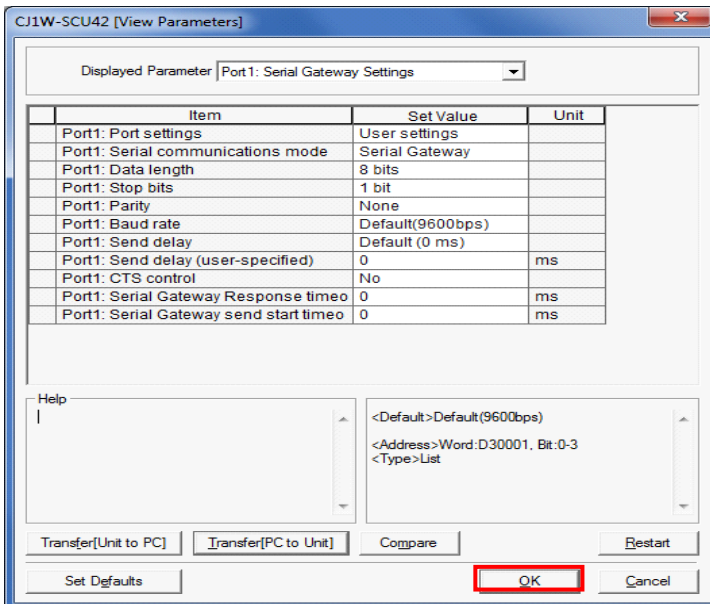 CJ1W-SCU42 [View Parameters]
Displayed Parameter Port1: Serial Gateway Settings
Item Set Value Unit
Port1: Port settings User settings
Port1: Serial communications mode Serial Gateway
Port1: Data length 8 bits
Port1: Stop bits 1 bit
Port1: Parity None
Port1: Baud rate Default(9600bps)
Port1: Send delay Default (0 ms)
Port1: Send delay (user-specified) 0 ms
Port1: CTS control No
Port1: Serial Gateway Response timeo 0 ms
Port1: Serial Gateway send start timeo 0 ms
Help
<Default>Default(9600bps)
<Address>Word:D30001, Bit:0-3
<Type>List
Transfer[Unit to PC] Transfer[PC to Unit] Compare Restart
Set Defaults OK Cancel